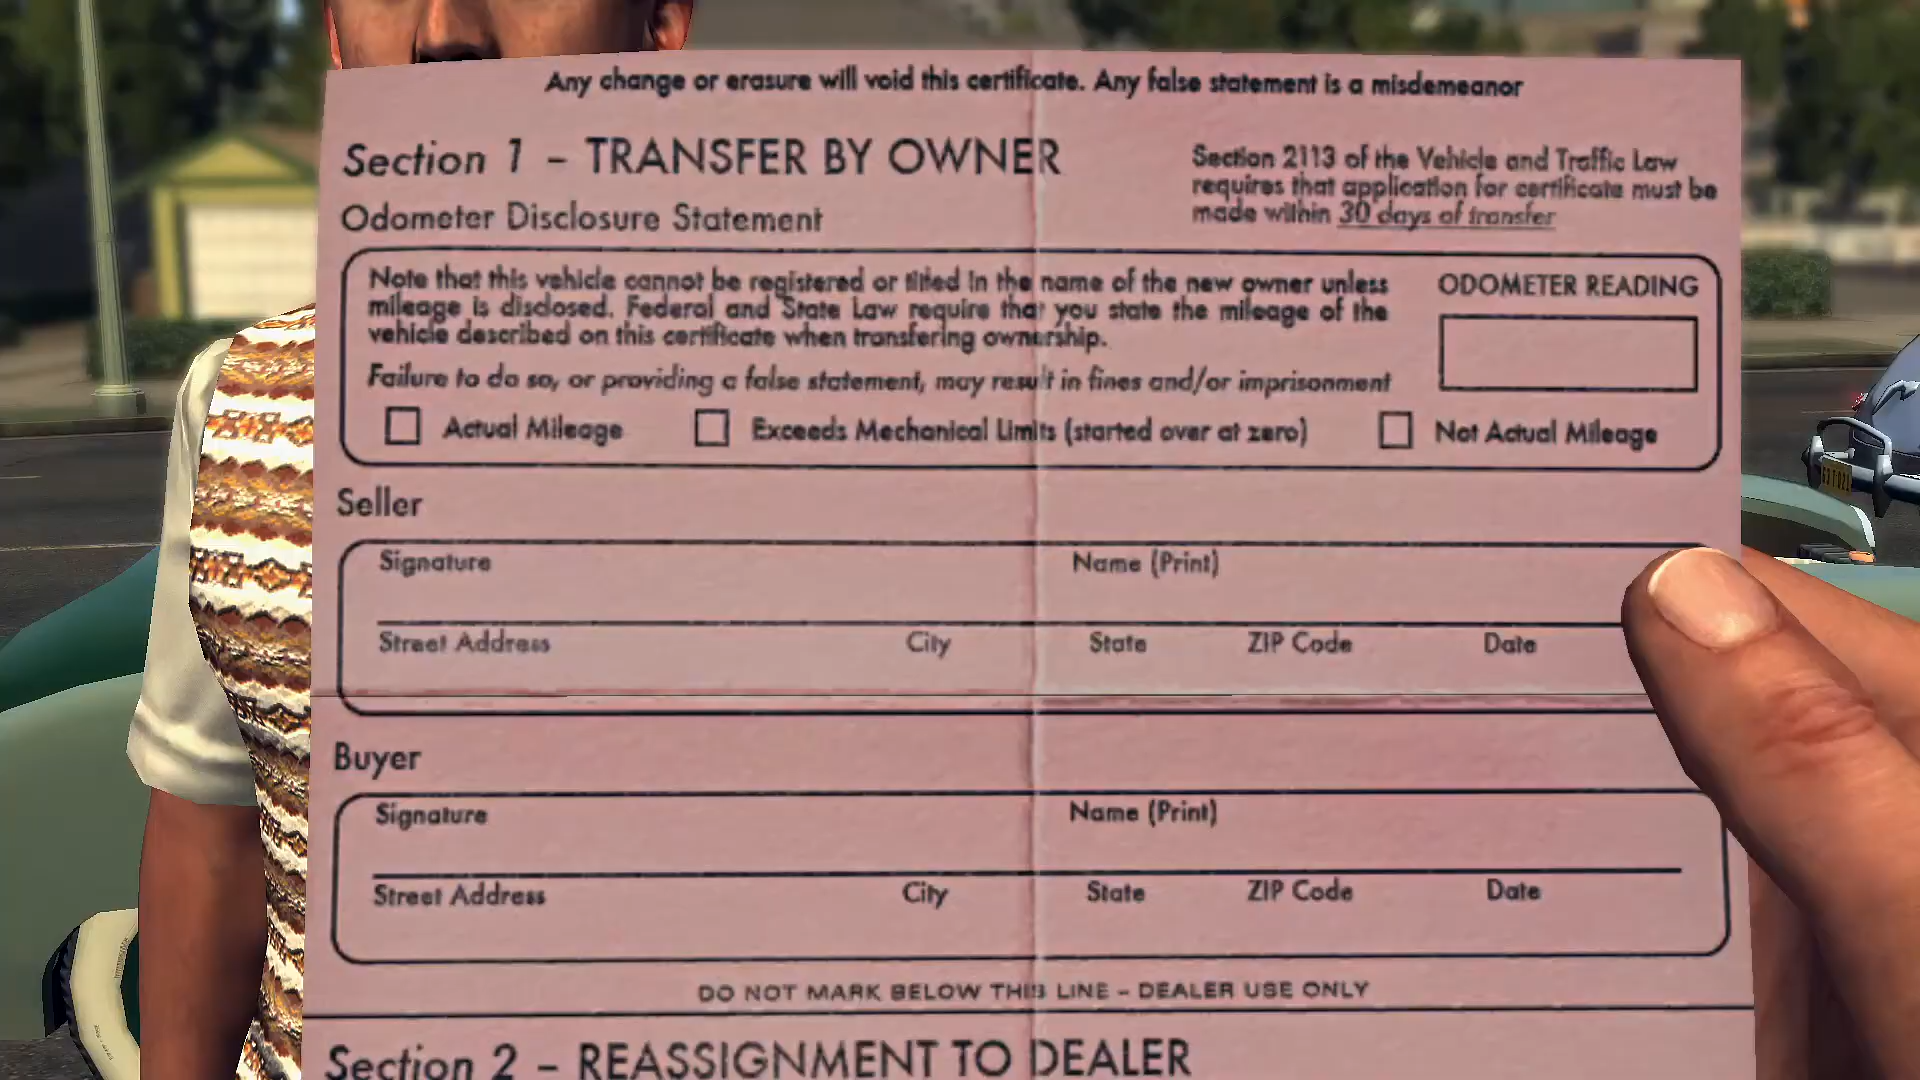 Any change or erasure will void this certificate. Any false statement is a misdemeanor
Section 1 – TRANSFER BY OWNER
Section 2113 of the Vehicle and Traffic Law
requires that application for certificate must be
made within 30 days of transfer
Odometer Disclosure Statement
Note that this vehicle cannot be registered or titled in the name of the new owner unless
mileage is disclosed. Federal and State Law require that you state the mileage of the
vehicle described on this certificate when transfering ownership.
ODOMETER READING
Failure to do so, or providing a false statement, may result in fines and/or imprisonment
Actual Mileage
Exceeds Mechanical Limits (started over at zero)
Not Actual Mileage
Seller
Signature
Name (Print)
Street Address
City
State
ZIP Code
Date
Buyer
Signature
Name (Print)
Street Address
City
State
ZIP Code
Date
DO NOT MARK BELOW THIS LINE – DEALER USE ONLY
Section 2 – REASSIGNMENT TO DEALER